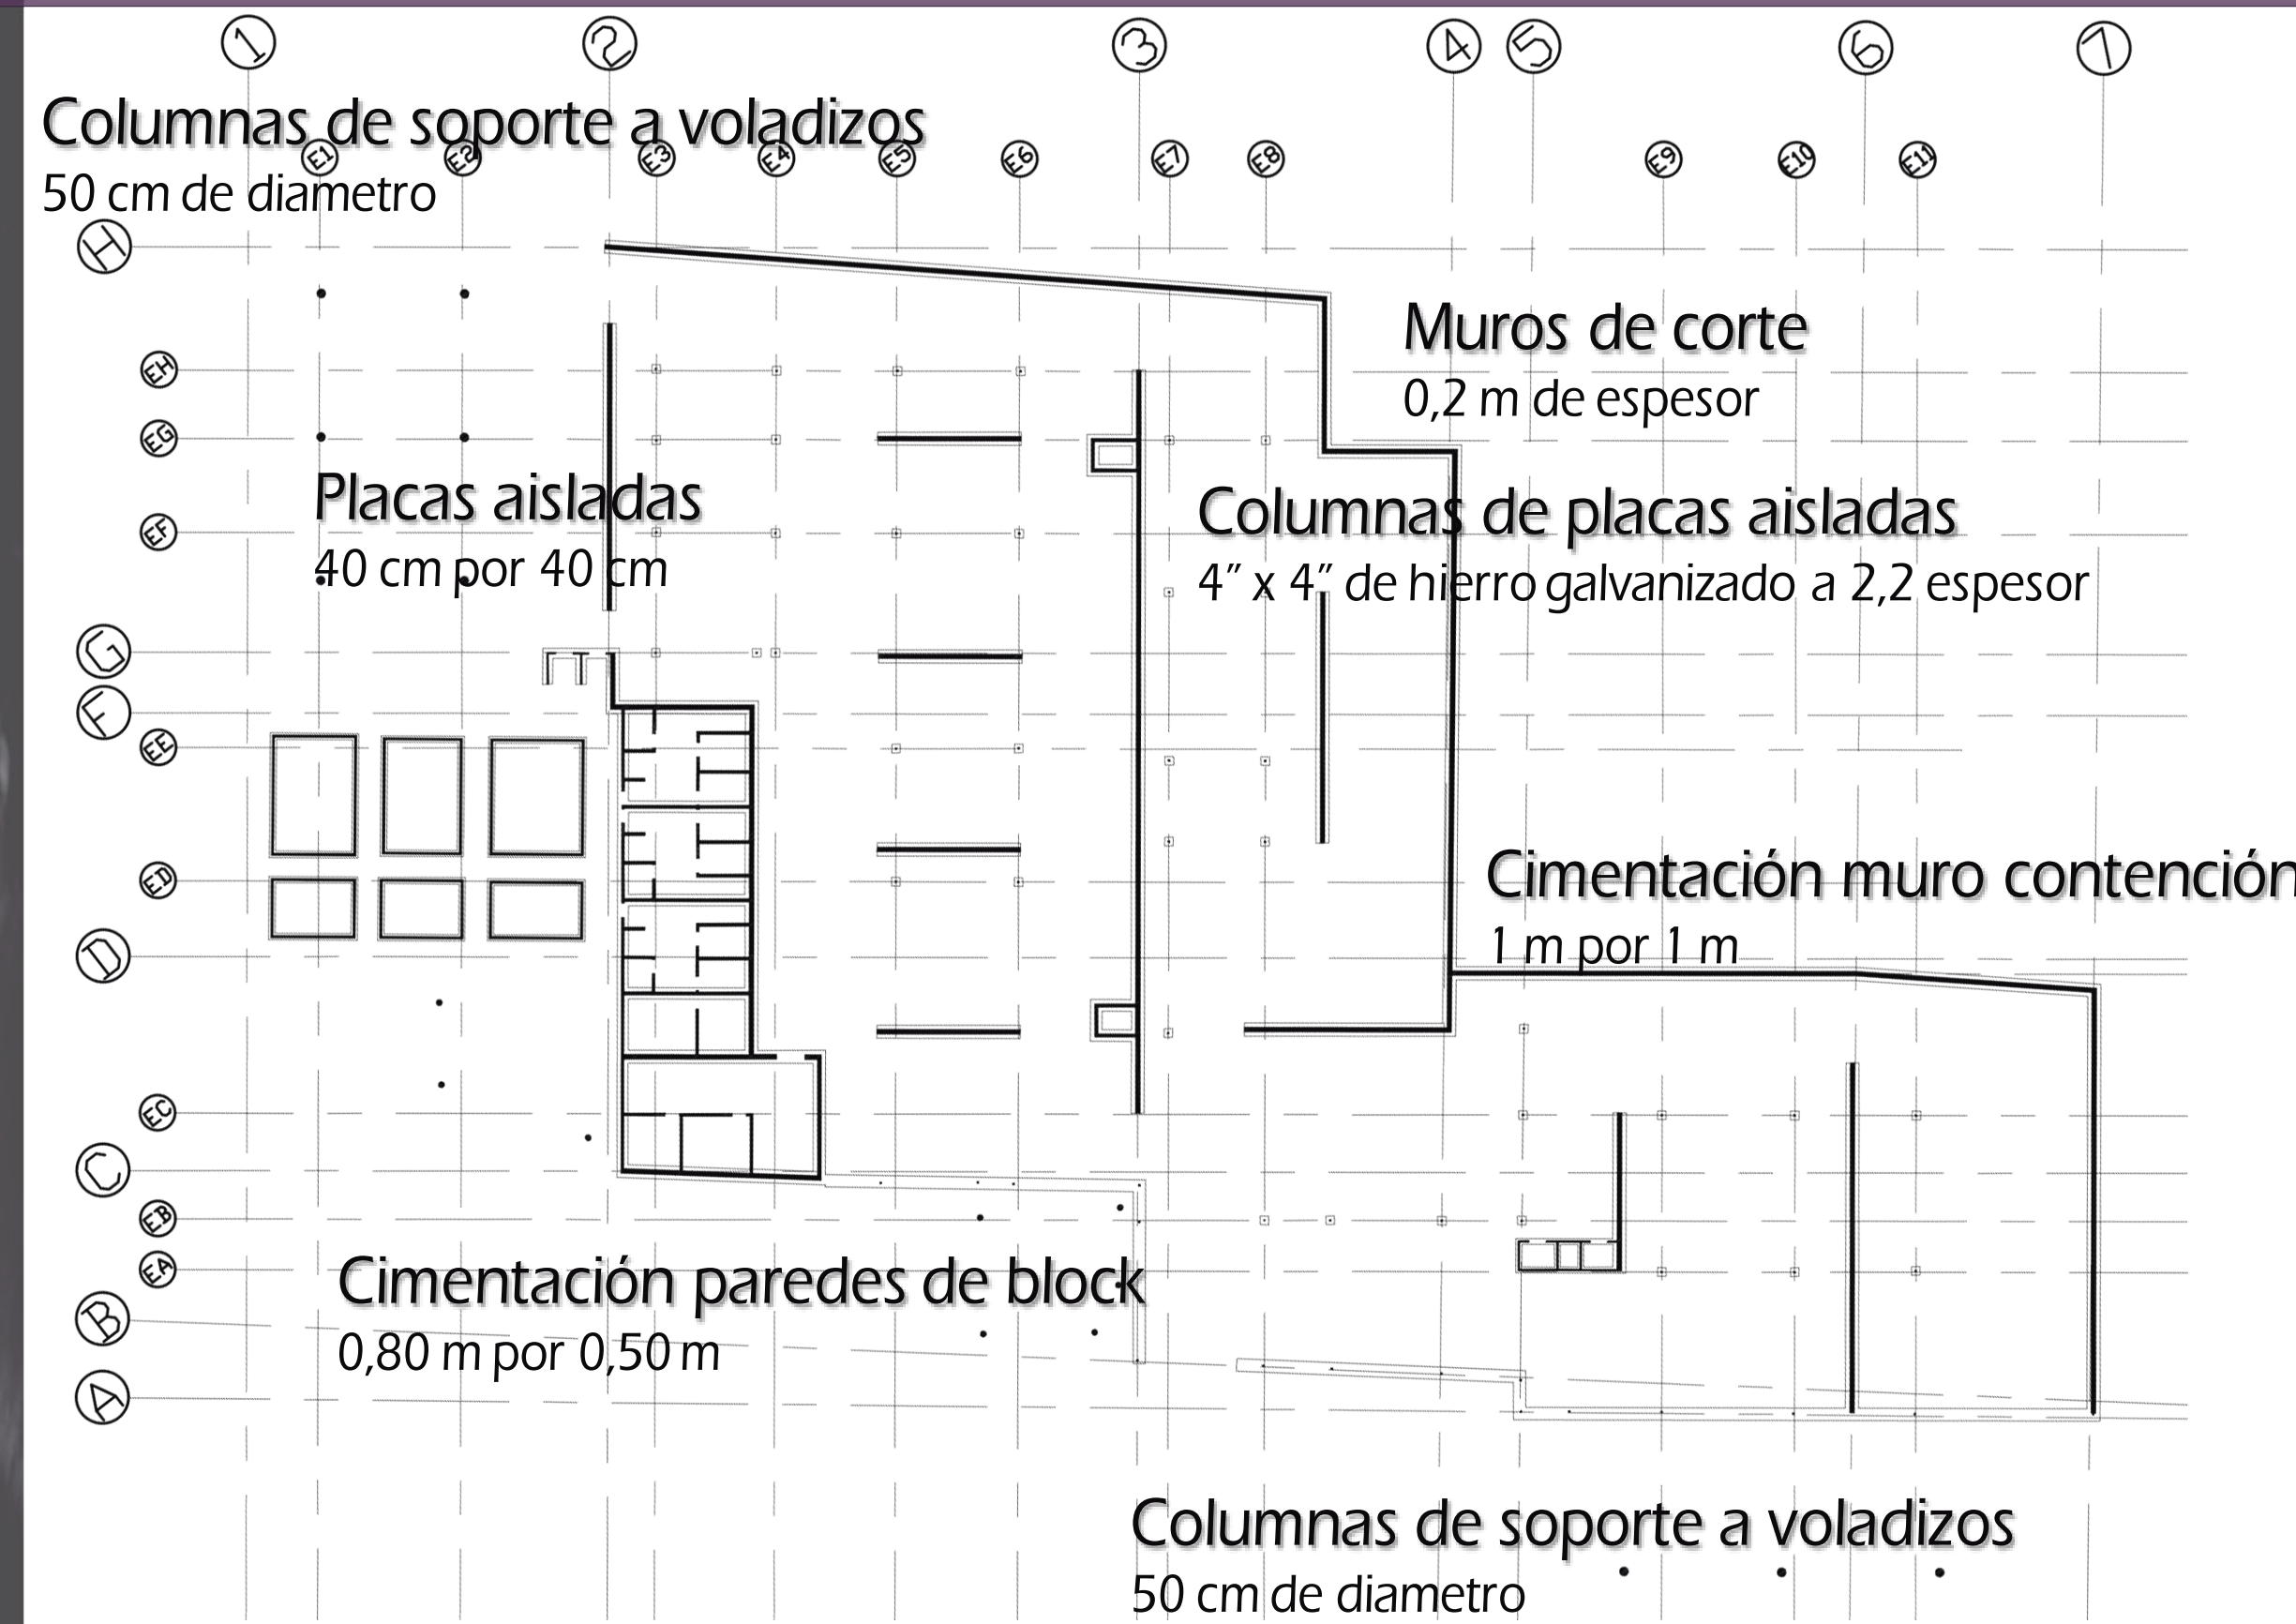 1 2 3 4 5 6 7
Columnas de soporte a voladizos
E1 E2 E3 E4 E5 E6 E7 E8 E9 E10 E11
50 cm de diametro
H
Muros de corte
EH
0,2 m de espesor
EG
Placas aisladas
Columnas de placas aisladas
EF
40 cm por 40 cm
4” x 4” de hierro galvanizado a 2,2 espesor
G
F
EE
Cimentación muro contención
ED
1 m por 1 m
D
EC
C
EB
EA
Cimentación paredes de block
B
0,80 m por 0,50 m
A
Columnas de soporte a voladizos
50 cm de diametro